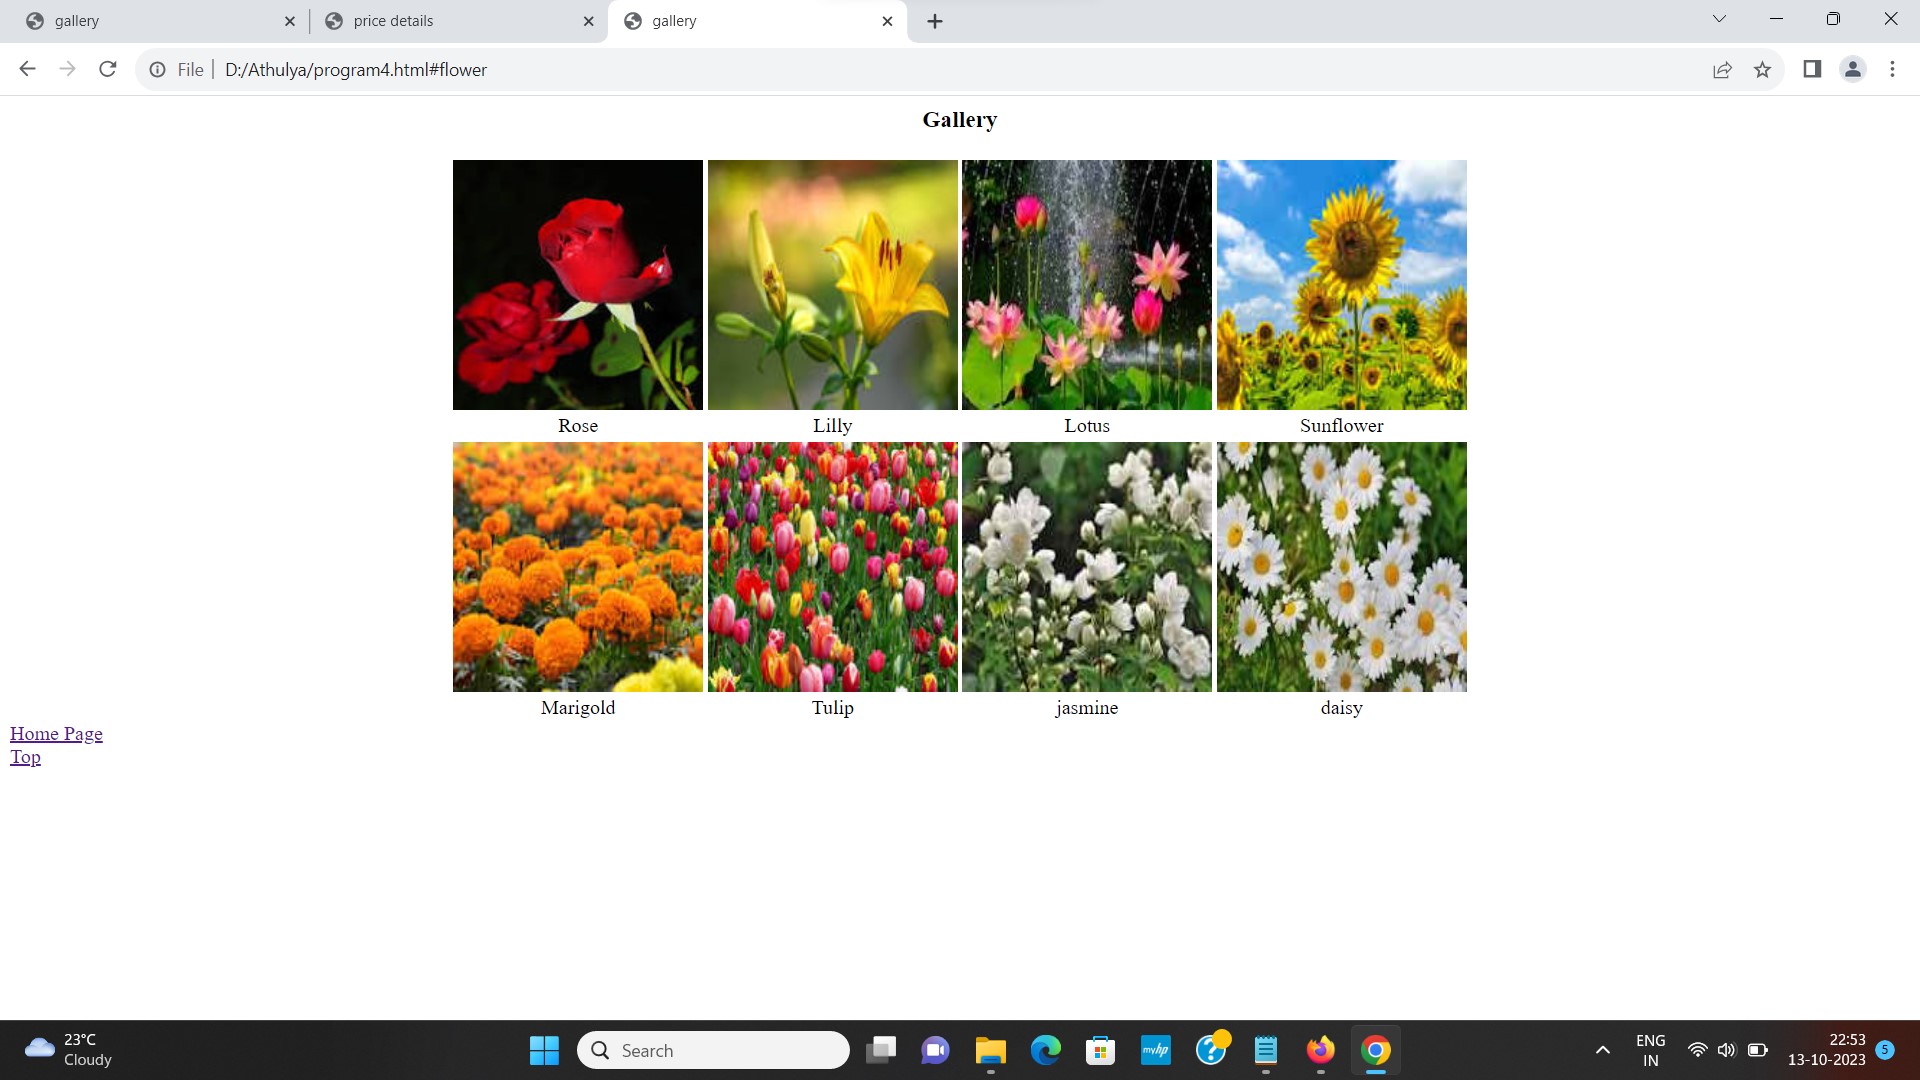 gallery
price details
gallery
File
D:/Athulya/program4.html#flower
Gallery
Rose Lilly Lotus Sunflower
Marigold Tulip jasmine daisy
Home Page
Top
23°C
Cloudy
Search
myhp
ENG
IN
22:53
13-10-2023
5